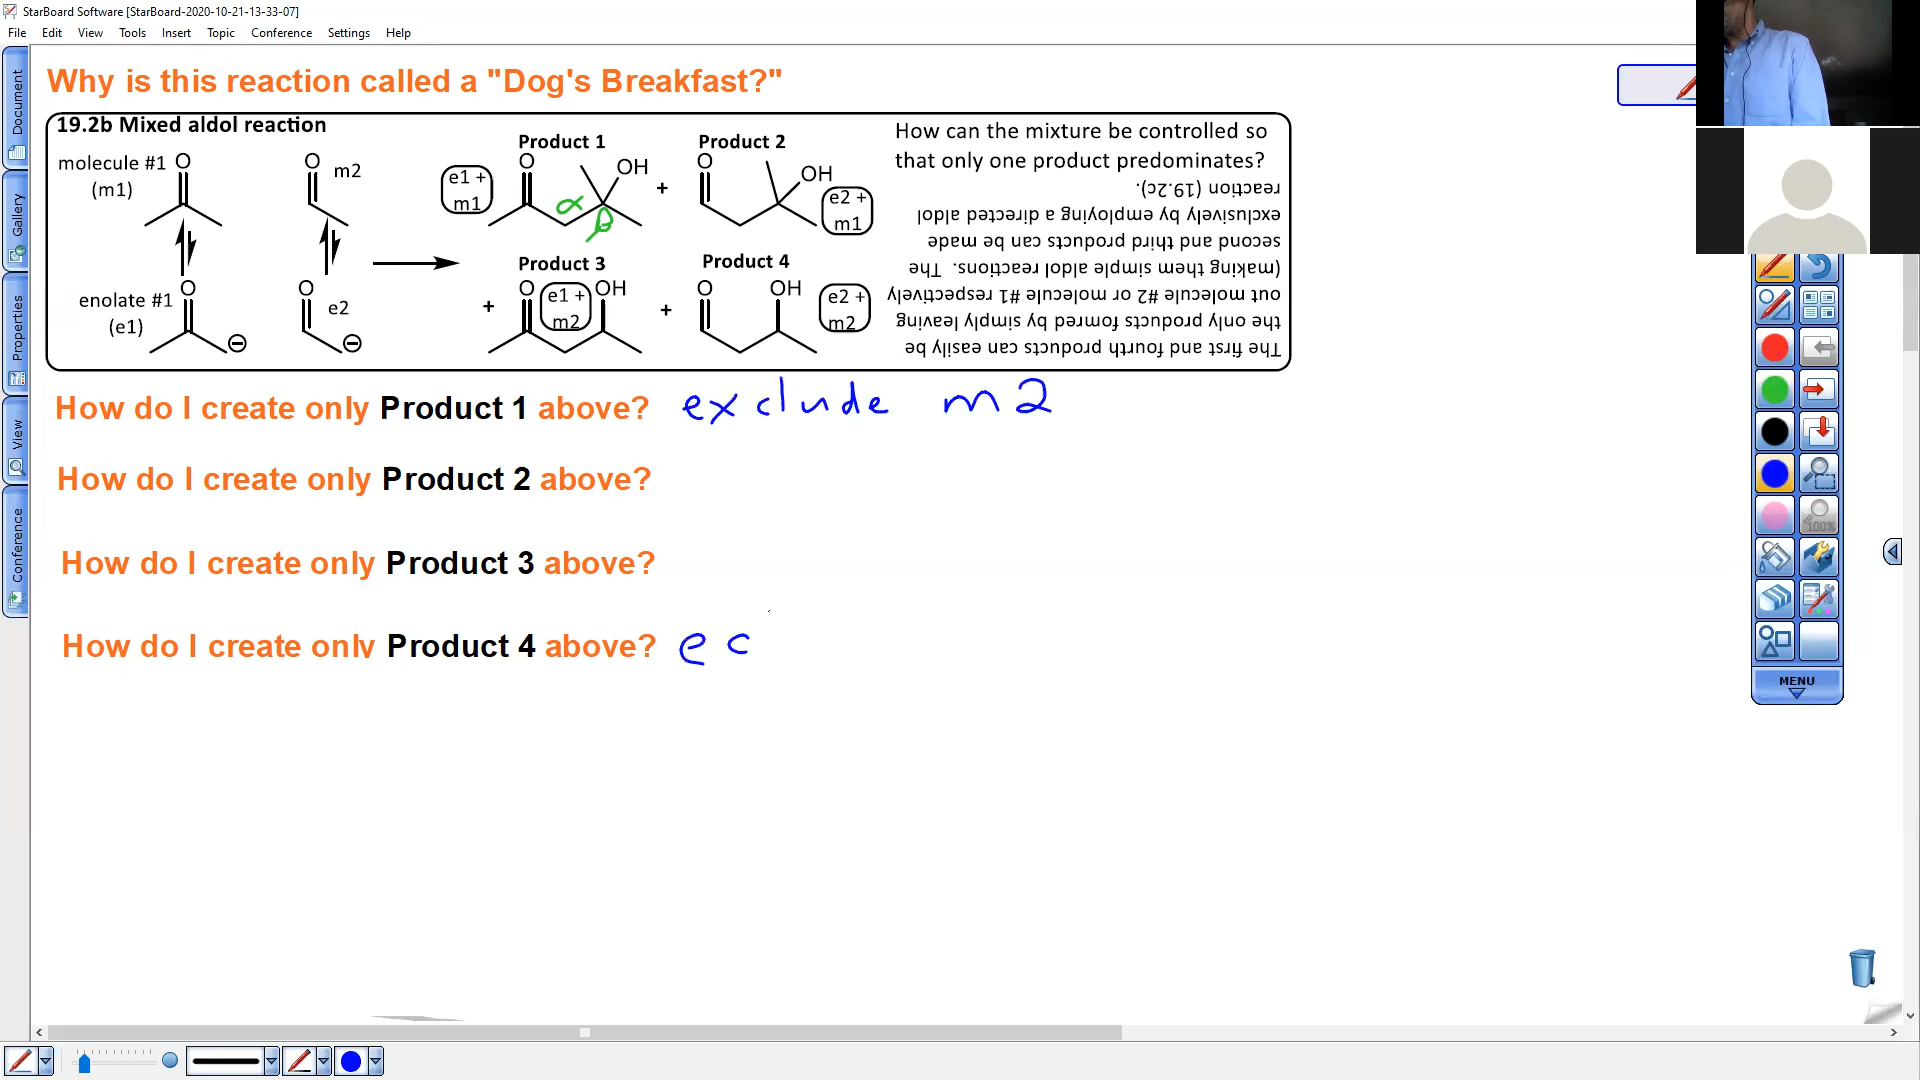 StarBoard Software [StarBoard-2020-10-21-13-33-07]
File Edit View Tools Insert Topic Conference Settings Help
Document
Gallery
Properties
View
Conference
Why is this reaction called a "Dog's Breakfast?"
19.2b Mixed aldol reaction
molecule #1
(m1)
O
O
m2
enolate #1
(e1)
O
⊖
O
e2
⊖
Product 1
e1 +
m1
O
OH
α
β
+
Product 2
O
OH
e2 +
m1
+
Product 3
O
e1 +
m2
OH
+
Product 4
O
OH
e2 +
m2
How can the mixture be controlled so
that only one product predominates?
The first and fourth products can easily be
the only products fromed by simply leaving
out molecule #2 or molecule #1 respectively
(making them simple aldol reactions. The
second and third products can be made
exclusively by employing a directed aldol
reaction (19.2c).
How do I create only Product 1 above? exclude m2
How do I create only Product 2 above?
How do I create only Product 3 above?
How do I create only Product 4 above? e c
100%
MENU